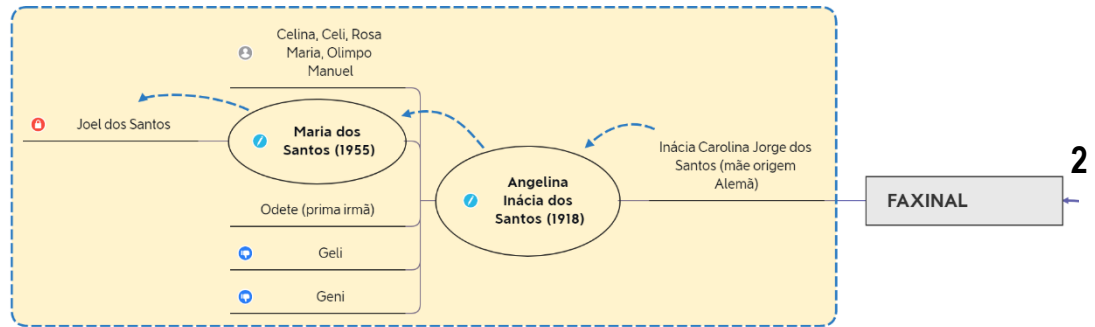 Celina, Celi, Rosa
Maria, Olimpo
Manuel
Joel dos Santos
Maria dos
Santos (1955)
Odete (prima irmã)
Geli
Geni
Angelina
Inácia dos
Santos (1918)
Inácia Carolina Jorge dos
Santos (mãe origem
Alemã)
FAXINAL
2